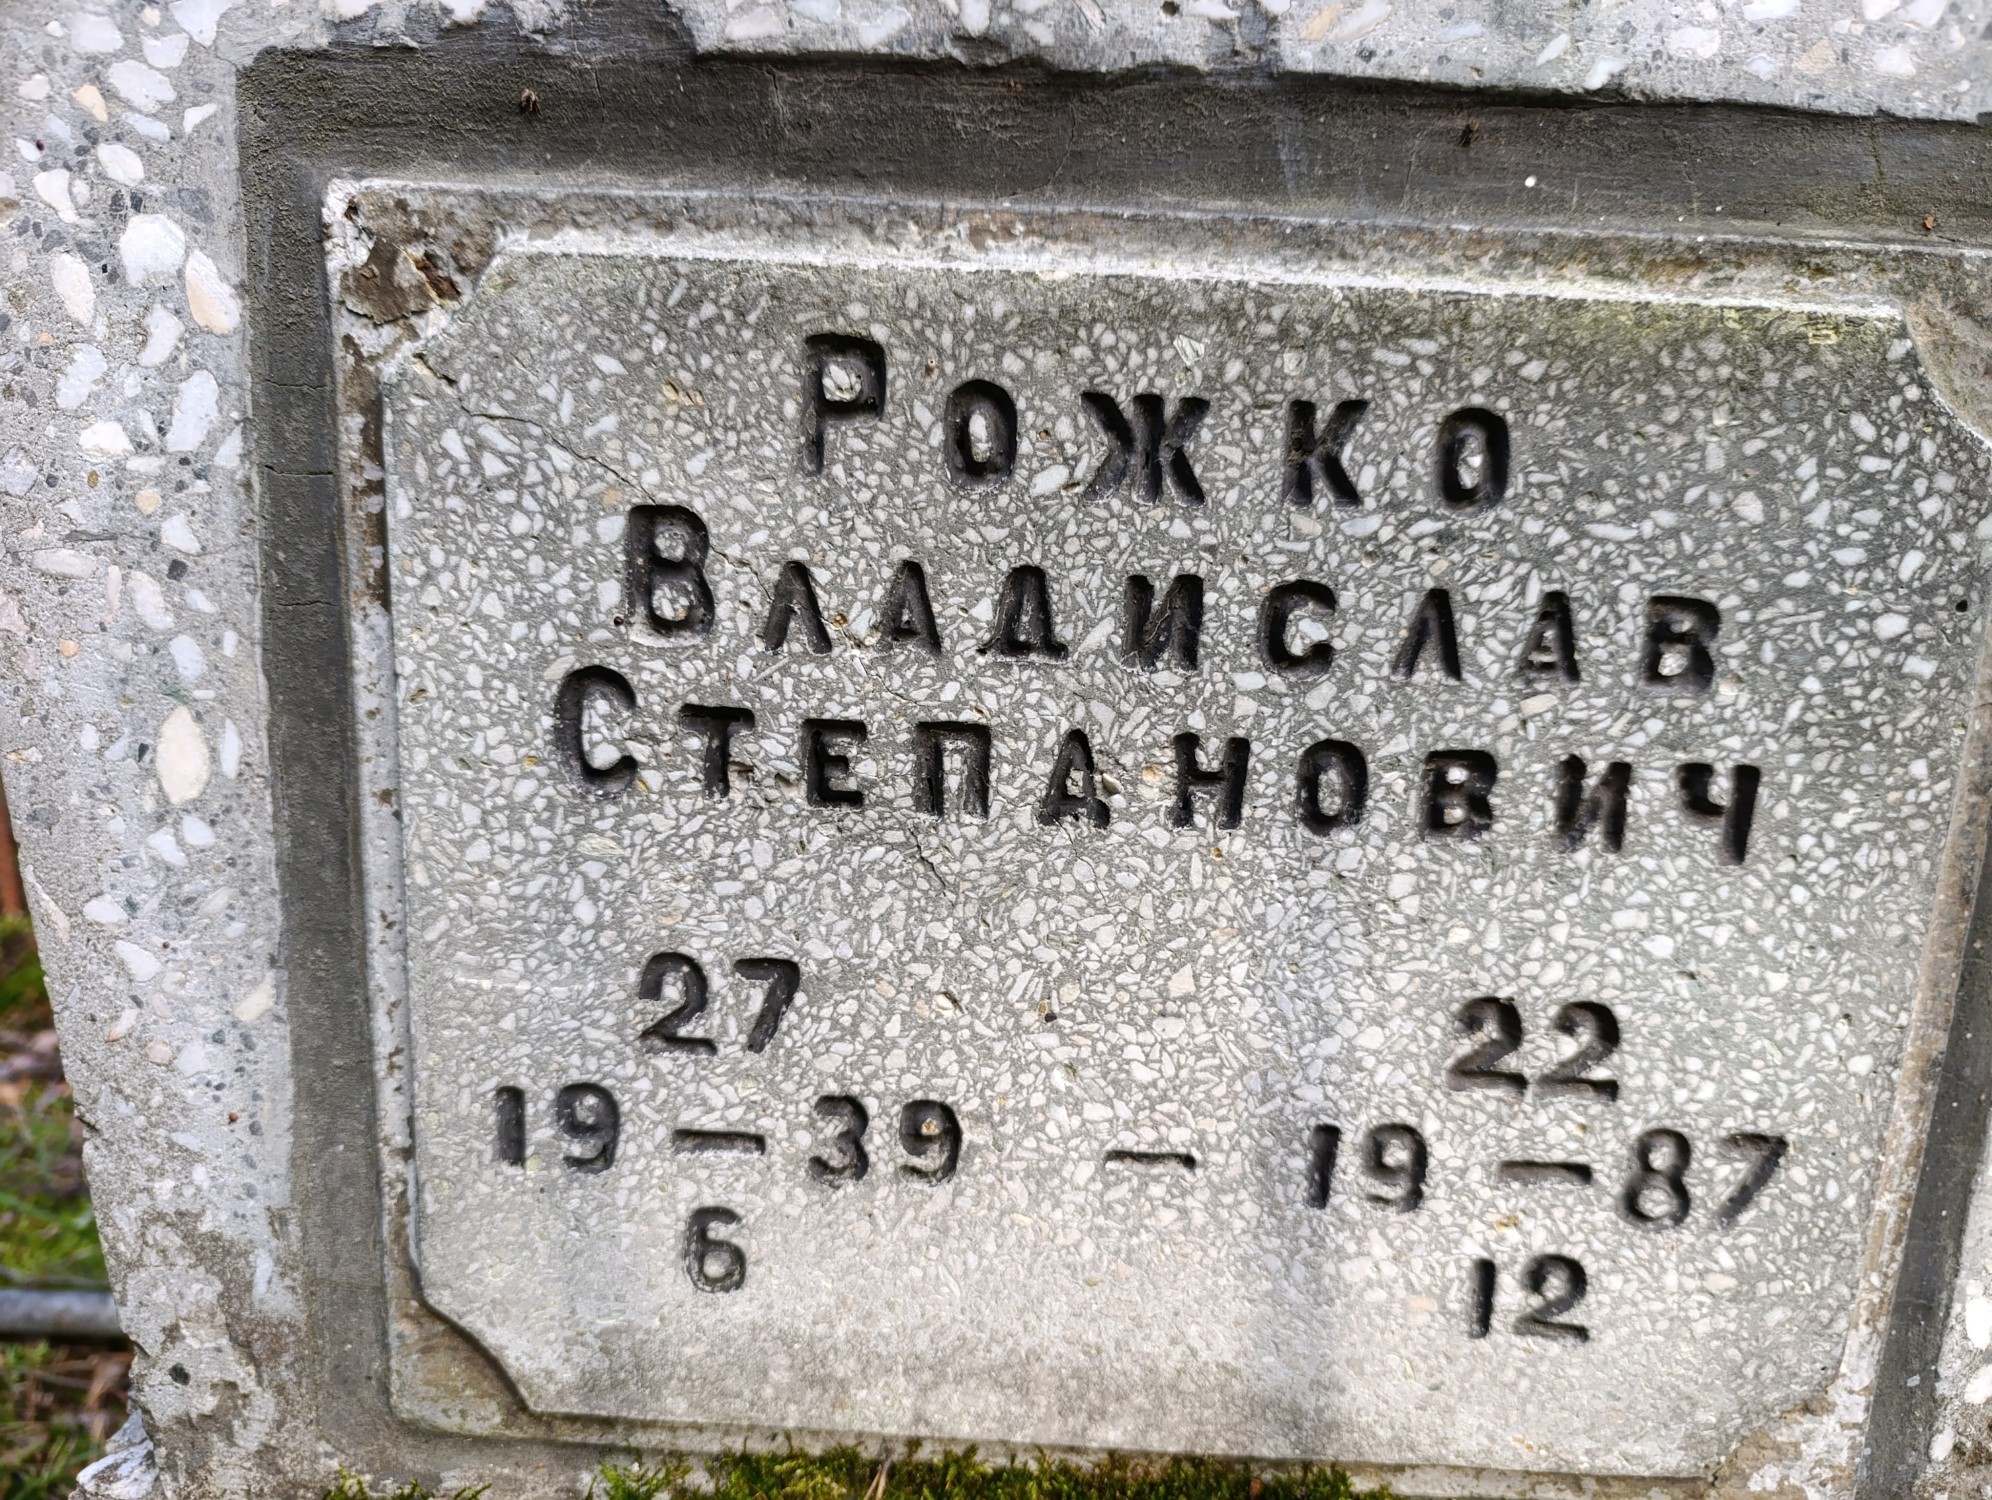 Рожко
Владислав
Степанович
27 22
19 — 39 — 19 — 87
6 12